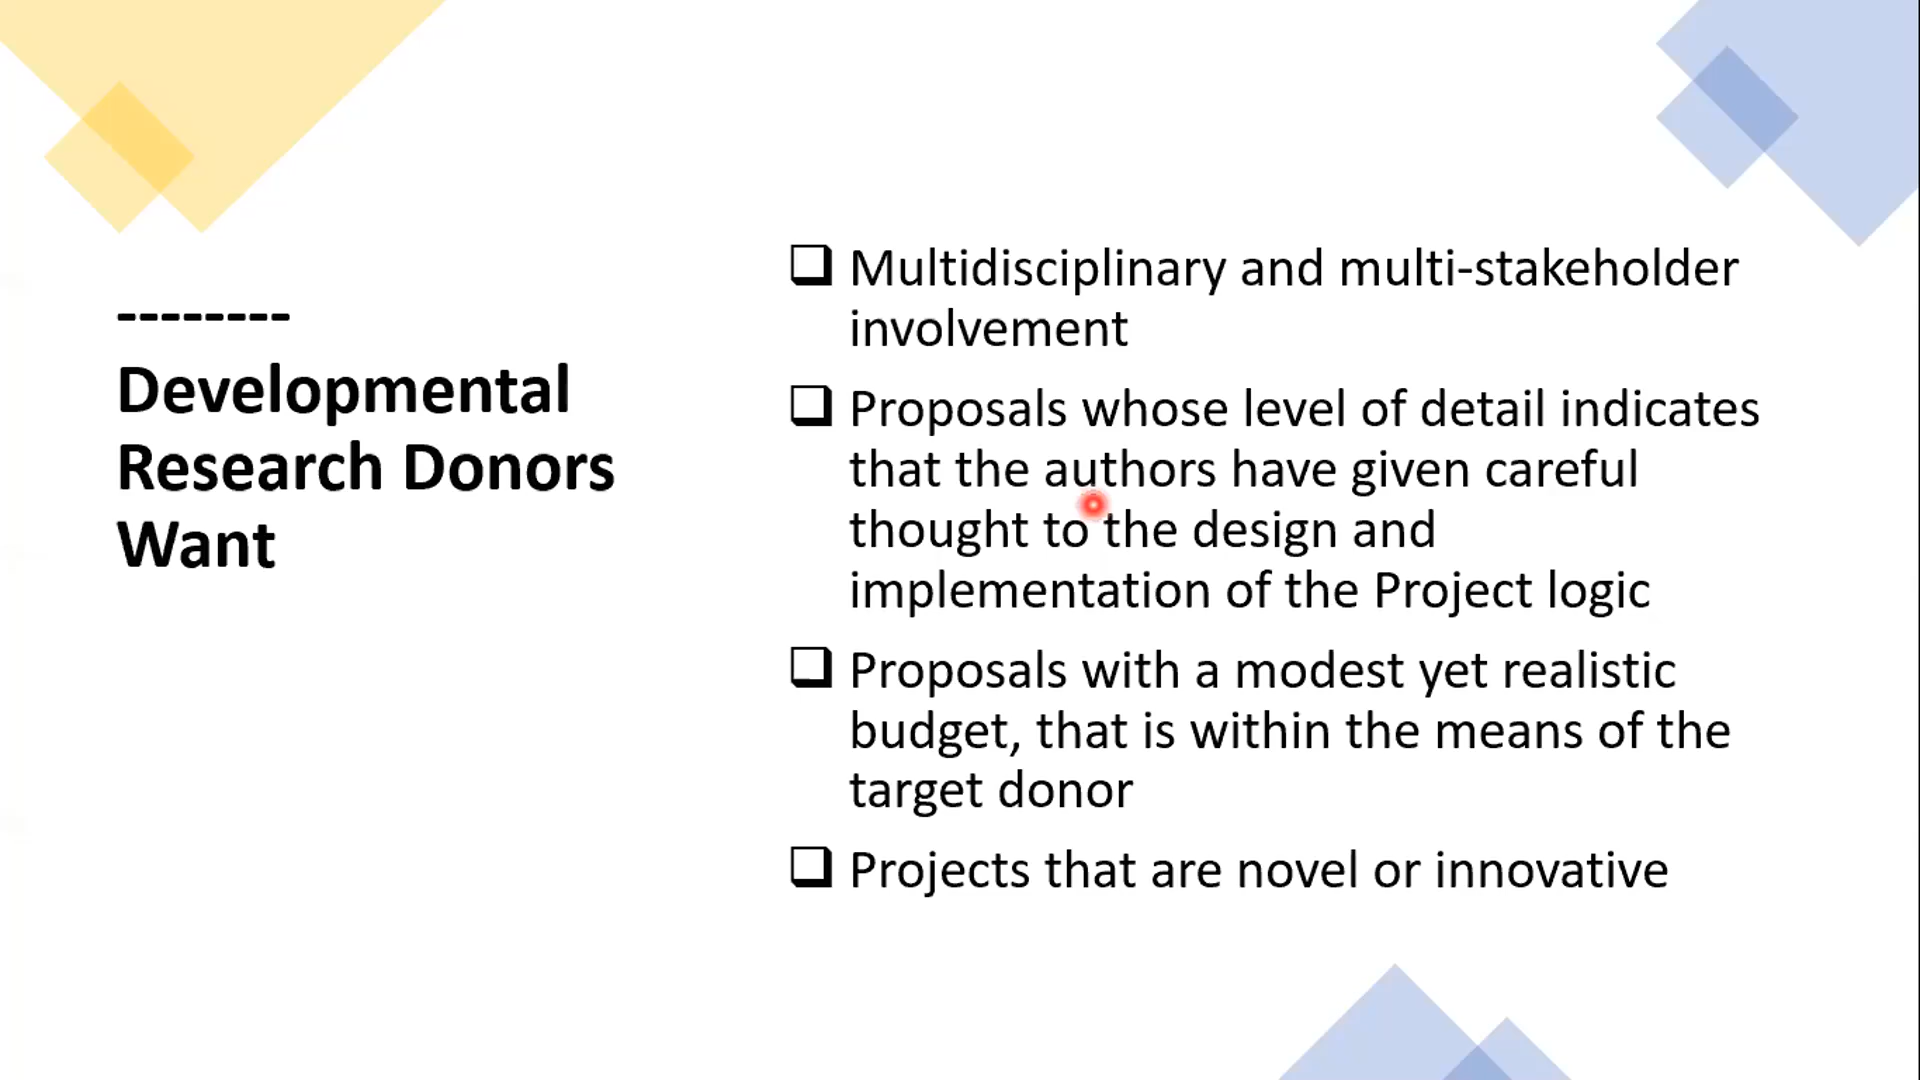 --------
Developmental
Research Donors
Want
❑ Multidisciplinary and multi-stakeholder
involvement
❑ Proposals whose level of detail indicates
that the authors have given careful
thought to the design and
implementation of the Project logic
❑ Proposals with a modest yet realistic
budget, that is within the means of the
target donor
❑ Projects that are novel or innovative